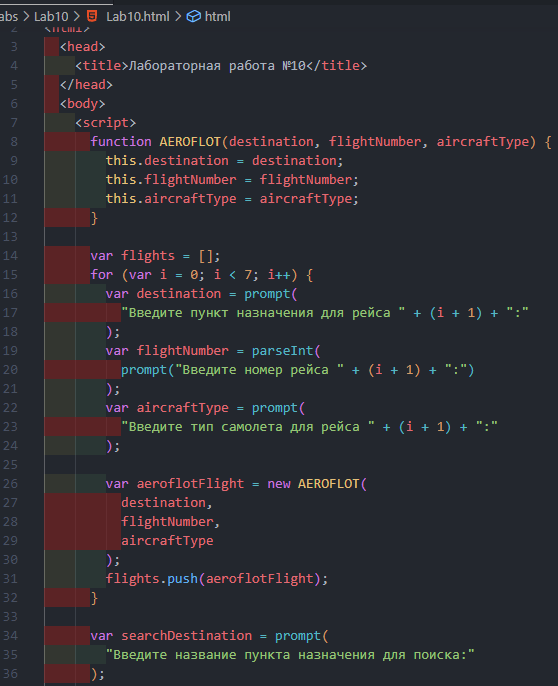 abs > Lab10 > Lab10.html > html
2 <html>
3 <head>
4 <title>Лабораторная работа №10</title>
5 </head>
6 <body>
7 <script>
8 function AEROFLOT(destination, flightNumber, aircraftType) {
9 this.destination = destination;
10 this.flightNumber = flightNumber;
11 this.aircraftType = aircraftType;
12 }
13
14 var flights = [];
15 for (var i = 0; i < 7; i++) {
16 var destination = prompt(
17 "Введите пункт назначения для рейса " + (i + 1) + ":"
18 );
19 var flightNumber = parseInt(
20 prompt("Введите номер рейса " + (i + 1) + ":")
21 );
22 var aircraftType = prompt(
23 "Введите тип самолета для рейса " + (i + 1) + ":"
24 );
25
26 var aeroflotFlight = new AEROFLOT(
27 destination,
28 flightNumber,
29 aircraftType
30 );
31 flights.push(aeroflotFlight);
32 }
33
34 var searchDestination = prompt(
35 "Введите название пункта назначения для поиска:"
36 );